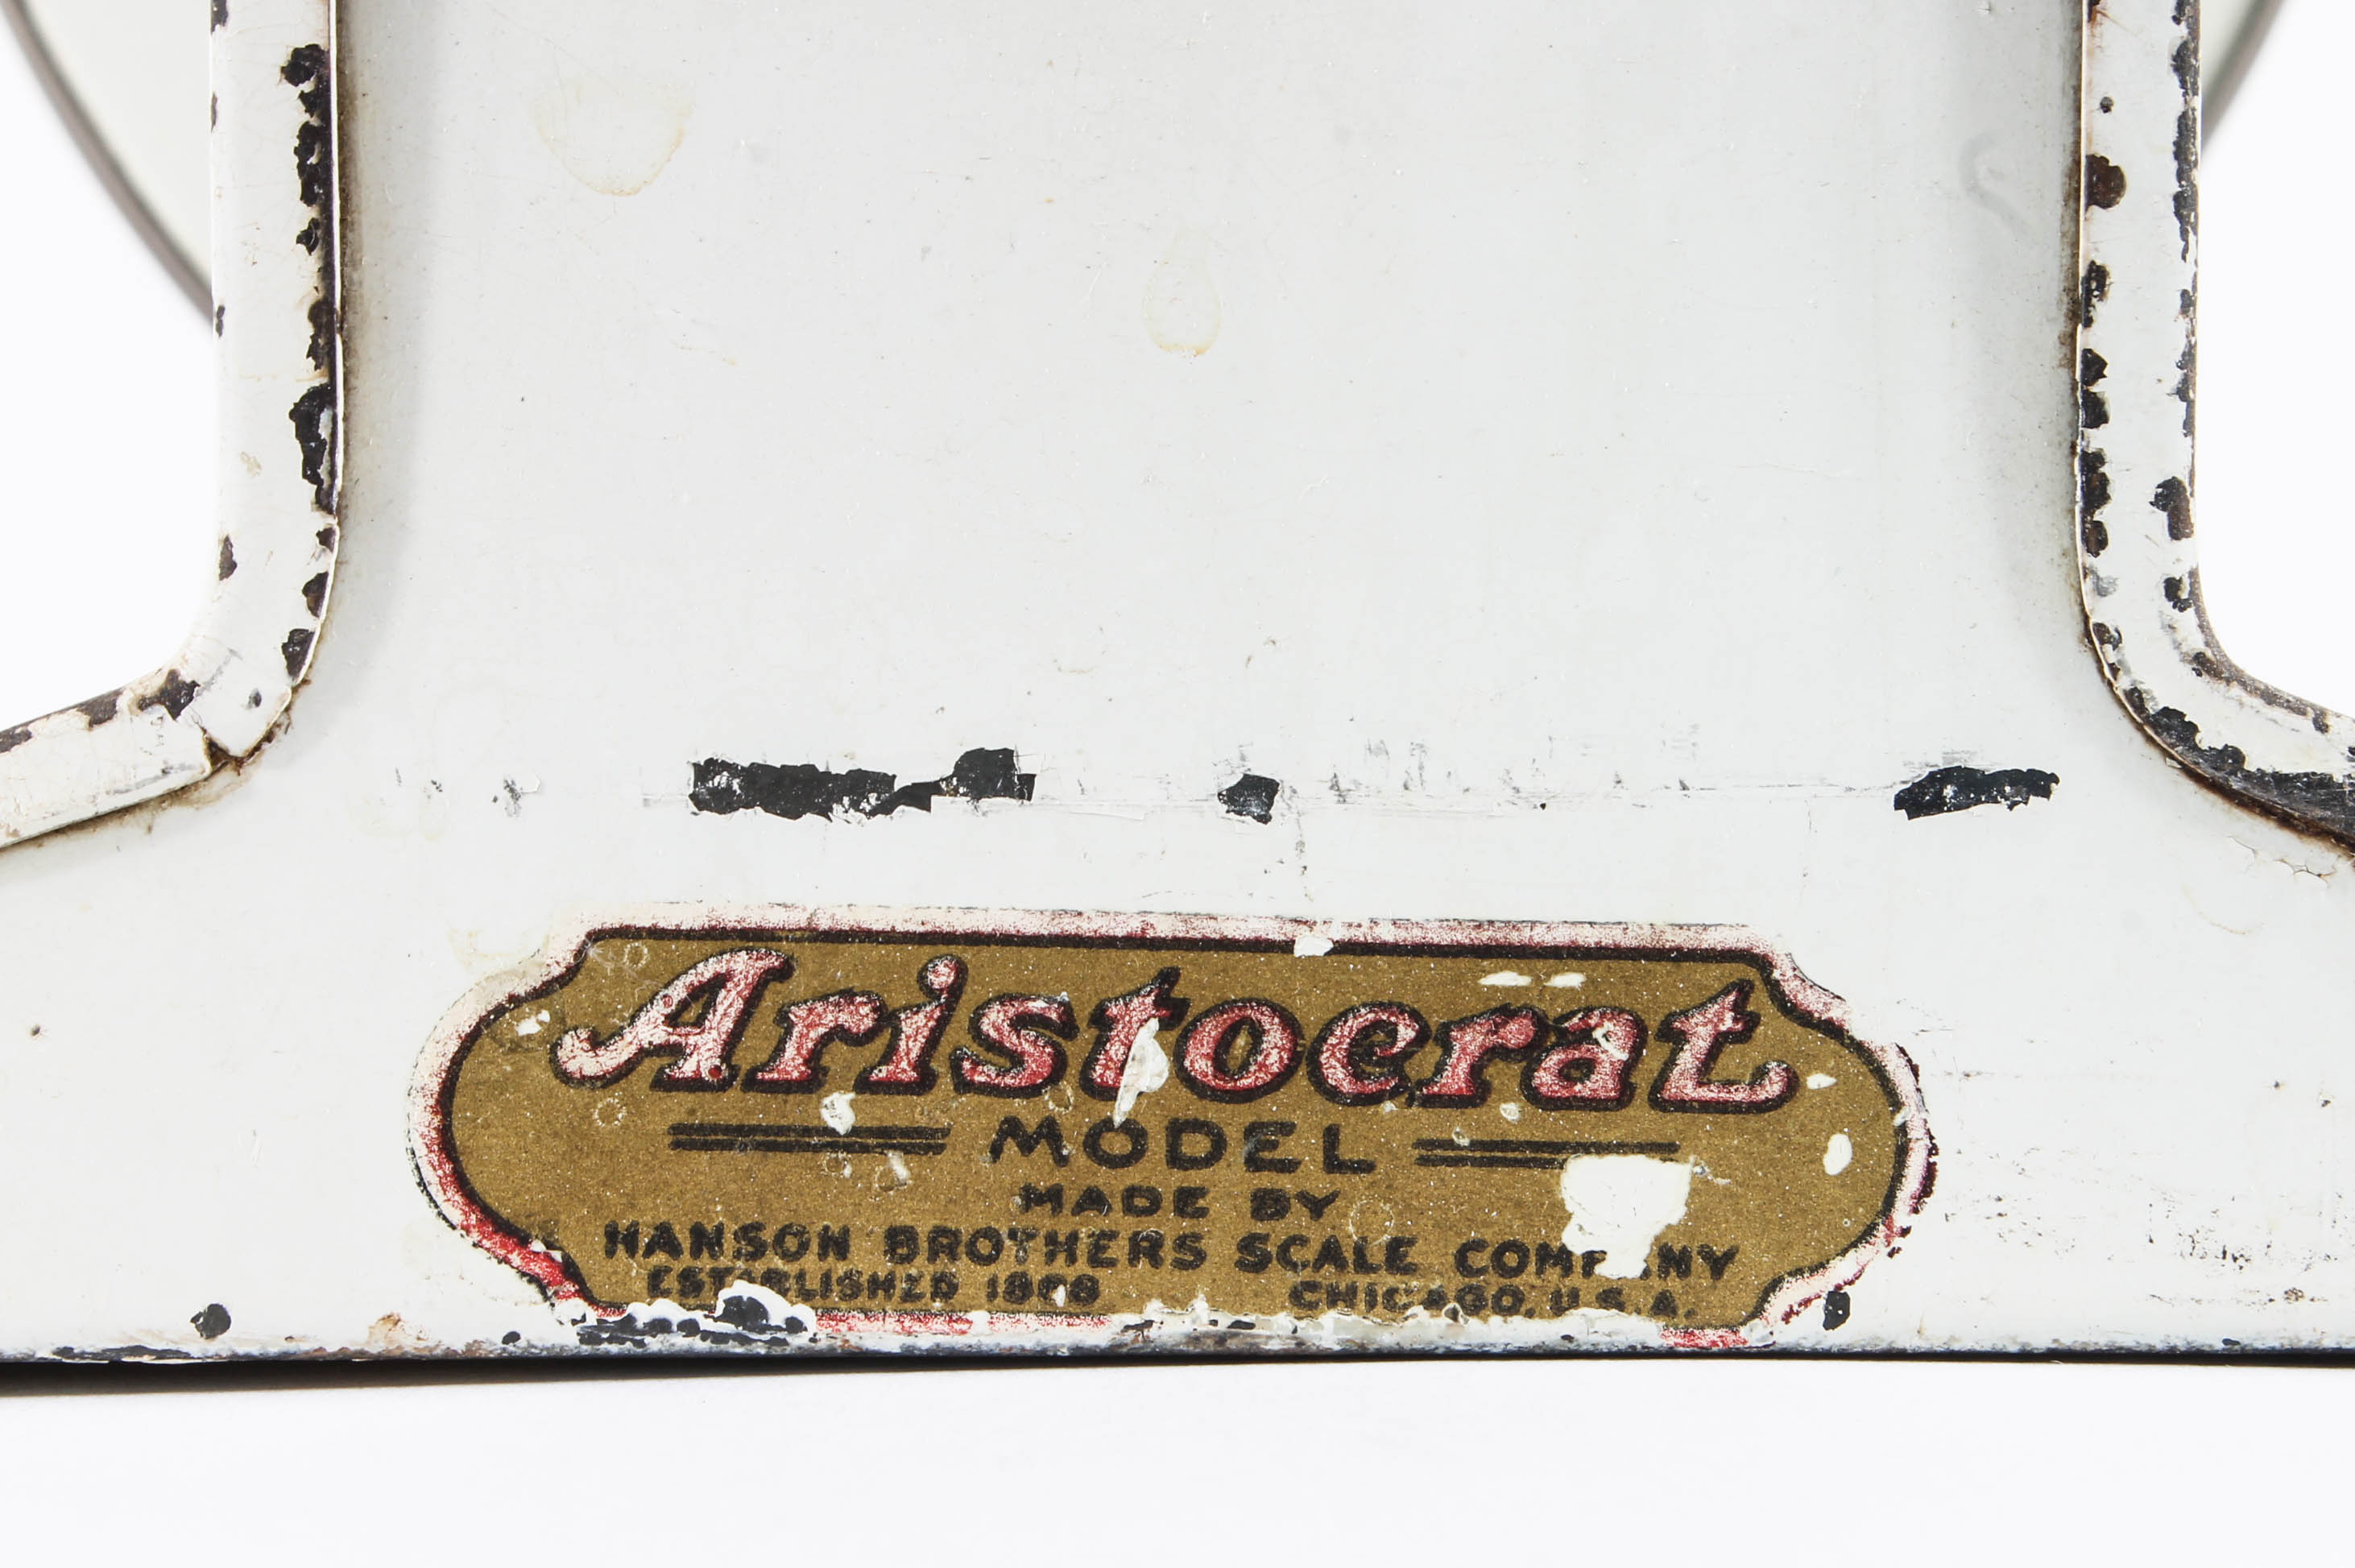 Aristocrat
MODEL
MADE BY
HANSON BROTHERS SCALE COMPANY
ESTABLISHED 1888 CHICAGO, U.S.A.